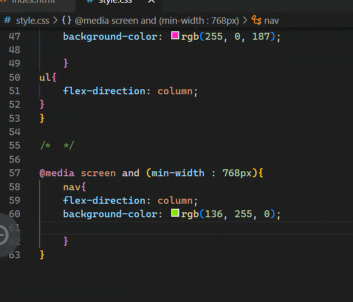 index.html
style.css
# style.css > {} @media screen and (min-width : 768px) > nav
47 background-color: rgb(255, 0, 187);
48
49 }
50 ul{
51 flex-direction: column;
52 }
53 }
54
55 /*  */
56
57 @media screen and (min-width : 768px){
58 nav{
59 flex-direction: column;
60 background-color: rgb(136, 255, 0);
61
62 }
63 }